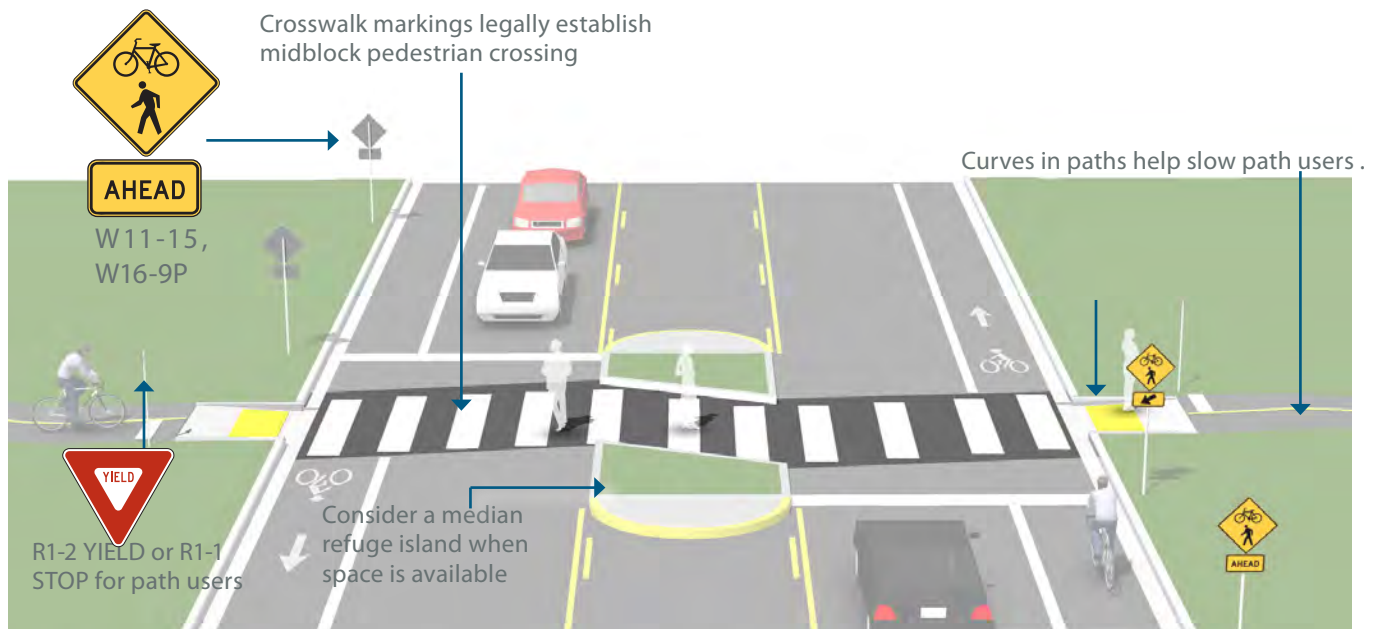 Crosswalk markings legally establish
midblock pedestrian crossing
AHEAD
W11-15,
W16-9P
Curves in paths help slow path users .
YIELD
R1-2 YIELD or R1-1
STOP for path users
Consider a median
refuge island when
space is available
AHEAD